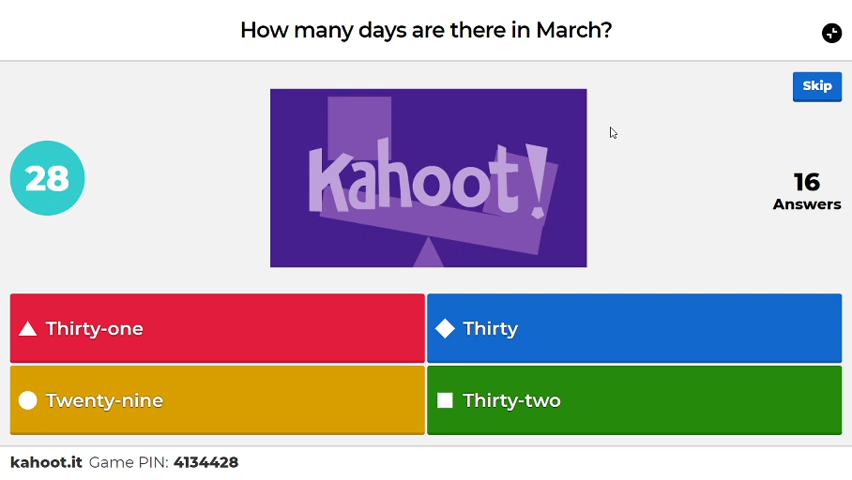 How many days are there in March?
Skip
28
Kahoot!
16
Answers
Thirty-one
Thirty
Twenty-nine
Thirty-two
kahoot.it Game PIN: 4134428